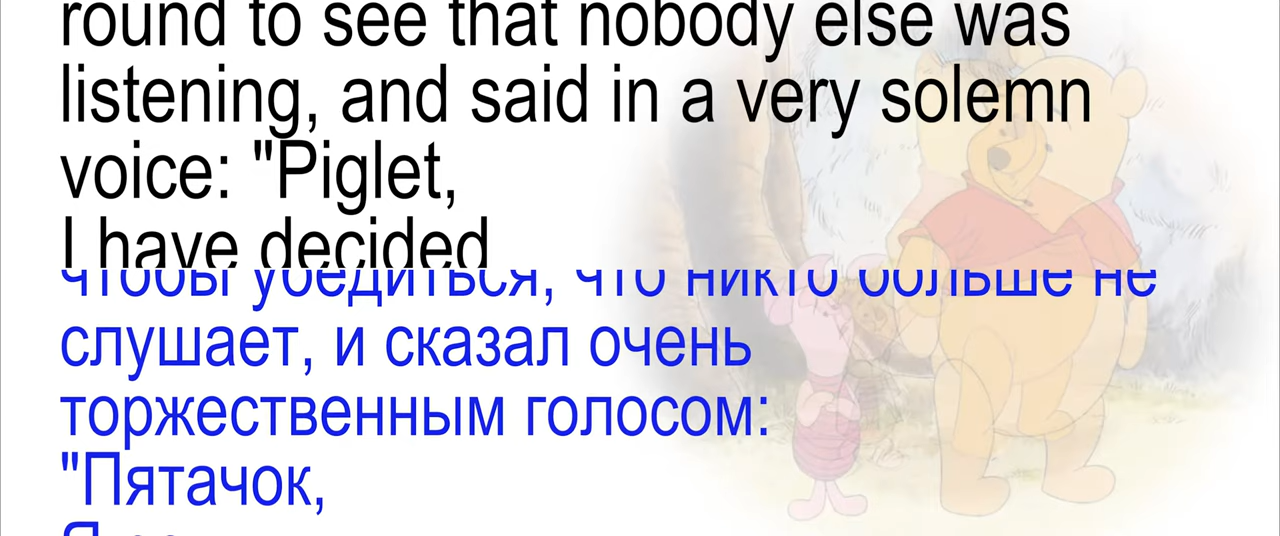 round to see that nobody else was
listening, and said in a very solemn
voice: "Piglet,
I have decided
чтобы убедиться, что никто больше не
слушает, и сказал очень
торжественным голосом:
"Пятачок,